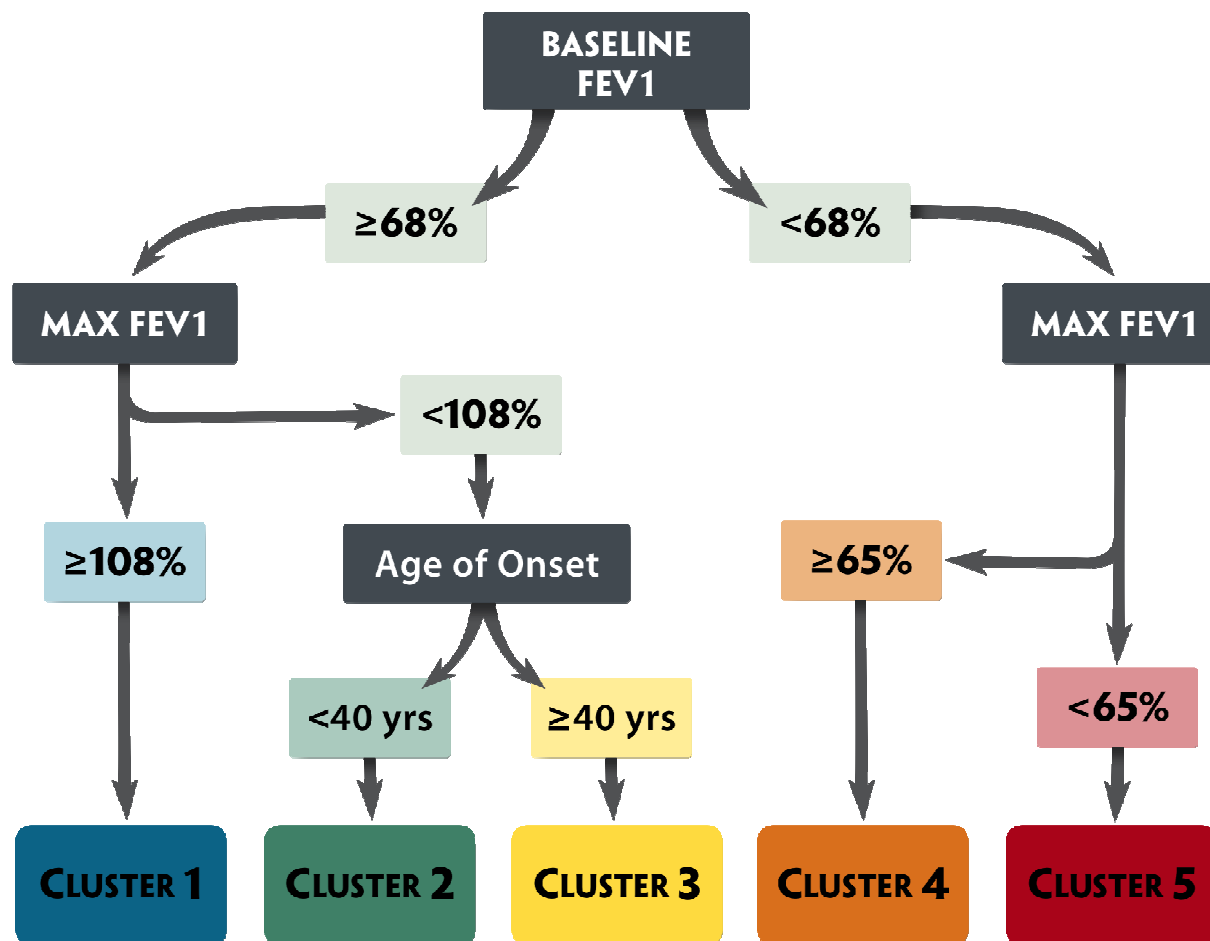 BASELINE
FEV1
≥68%
<68%
MAX FEV1
MAX FEV1
<108%
≥108%
Age of Onset
≥65%
<40 yrs
≥40 yrs
<65%
CLUSTER 1
CLUSTER 2
CLUSTER 3
CLUSTER 4
CLUSTER 5